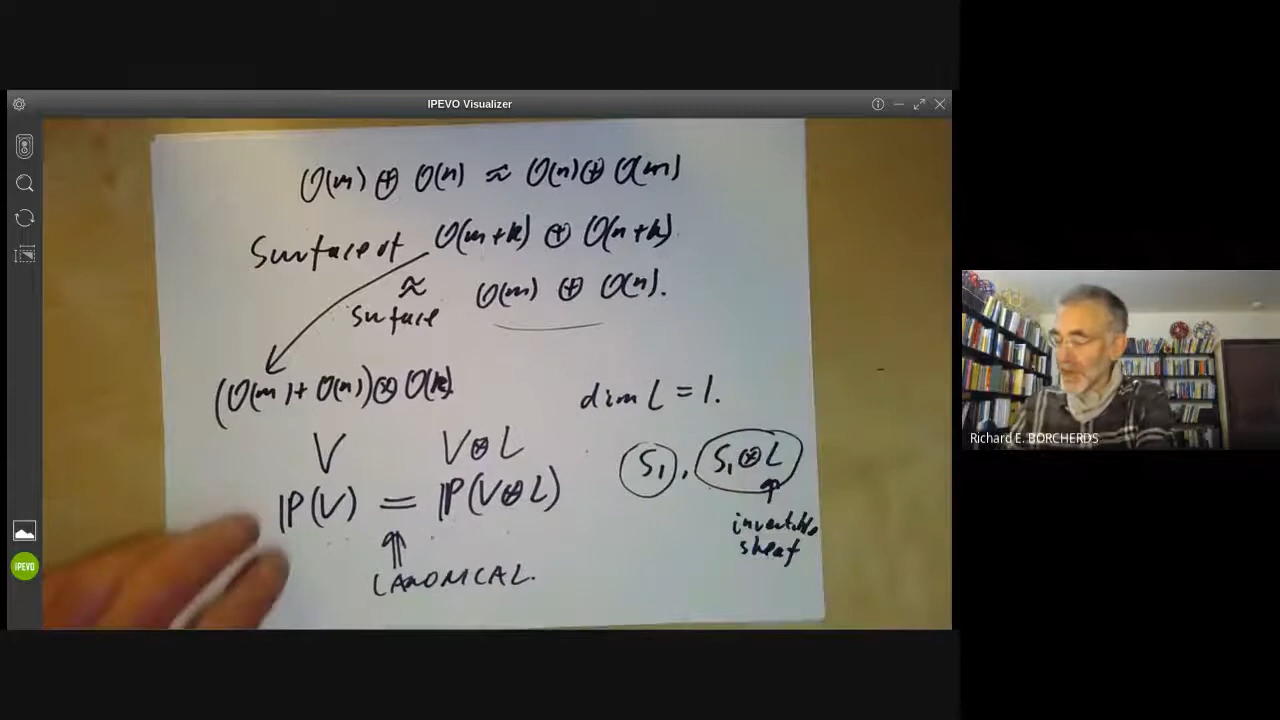 IPEVO Visualizer
O(m) ⊕ O(n) ≈ O(n) ⊕ O(m)
Surface of O(m+k) ⊕ O(n+k)
≈
surface O(m) ⊕ O(n).
(O(m) + O(n)) ⊗ O(k)
dim L = 1.
V V⊗L
S₁, S₁⊗L
P(V) = P(V⊗L)
invertible
sheaf
CANONICAL.
Richard E. BORCHERDS
IPEVO